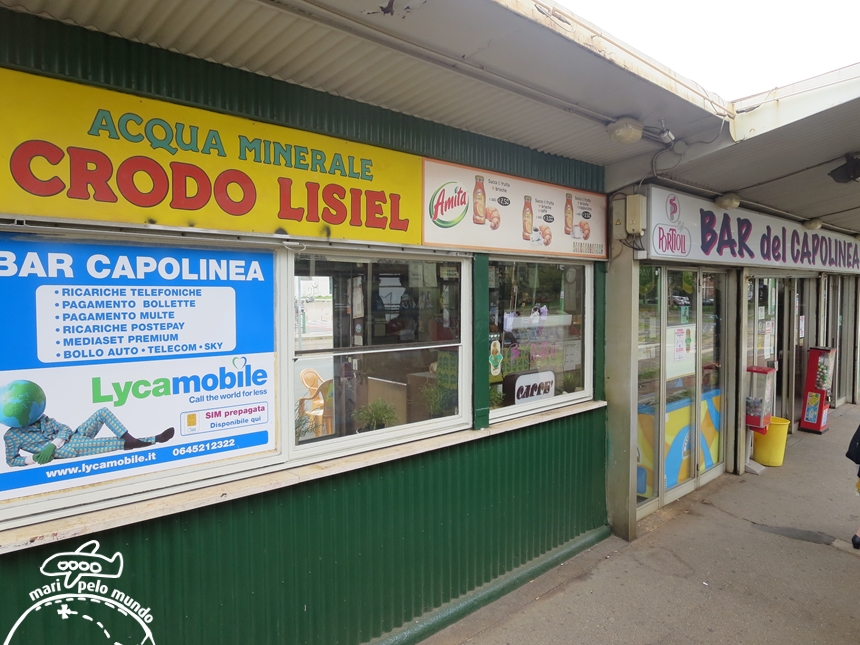 ACQUA MINERALE
CRODO LISIEL
Amita
BAR CAPOLINEA
• RICARICHE TELEFONICHE
• PAGAMENTO BOLLETTE
• PAGAMENTO MULTE
• RICARICHE POSTEPAY
• MEDIASET PREMIUM
• BOLLO AUTO • TELECOM • SKY
Lycamobile
Call the world for less
SIM prepagata
Disponibile qui
www.lycamobile.it
0645212322
CAFFÈ
PORTIOLI
BAR del CAPOLINEA
mari pelo mundo